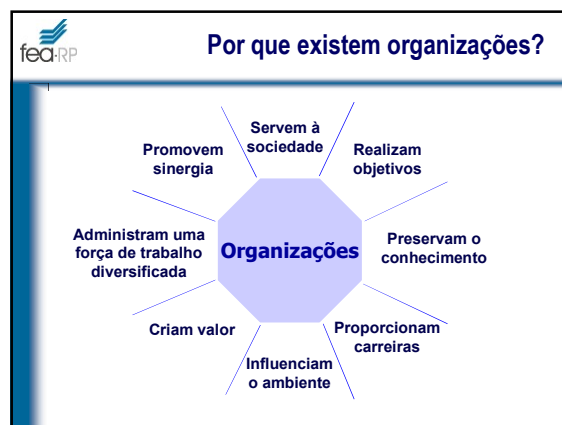 fea-RP
Por que existem organizações?
Servem à
sociedade
Realizam
objetivos
Preservam o
conhecimento
Proporcionam
carreiras
Influenciam
o ambiente
Criam valor
Administram uma
força de trabalho
diversificada
Promovem
sinergia
Organizações